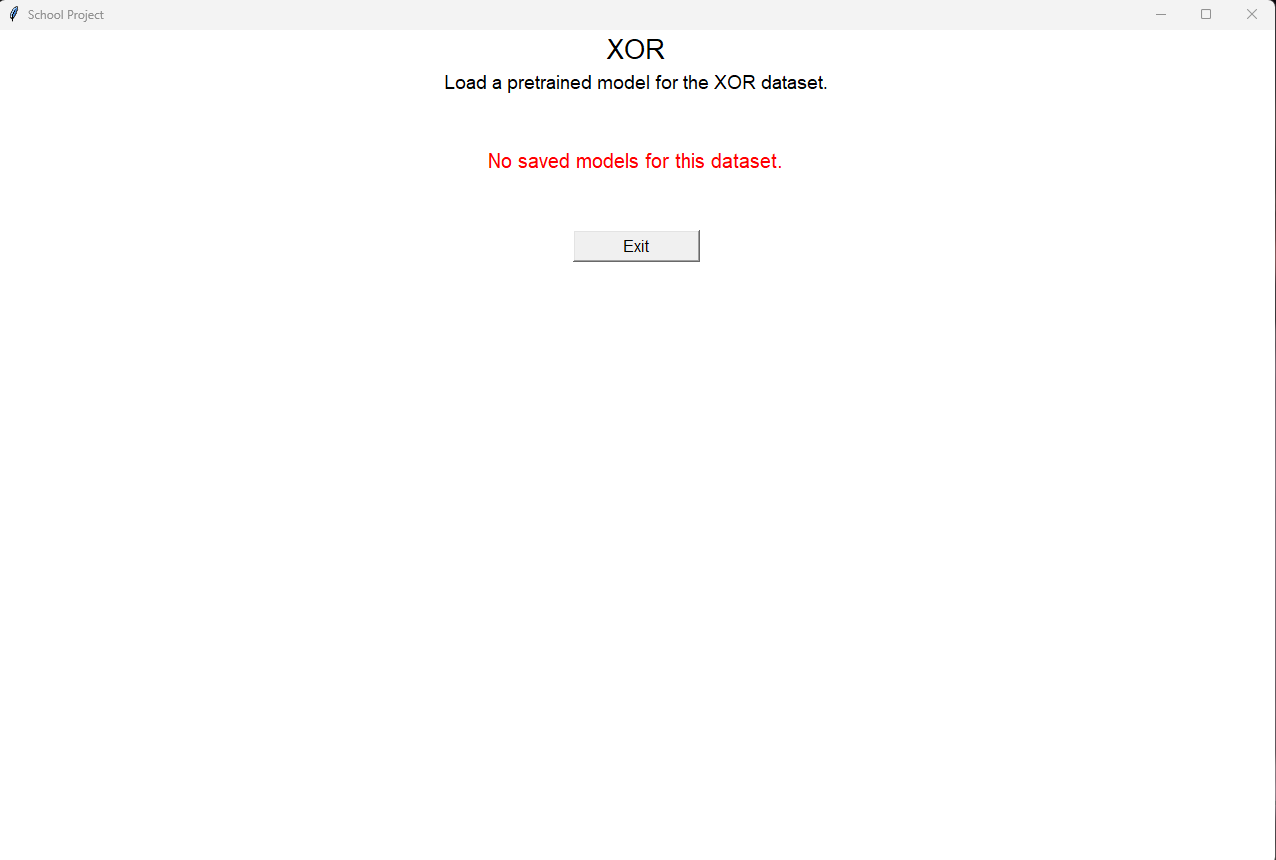 School Project
XOR
Load a pretrained model for the XOR dataset.
No saved models for this dataset.
Exit